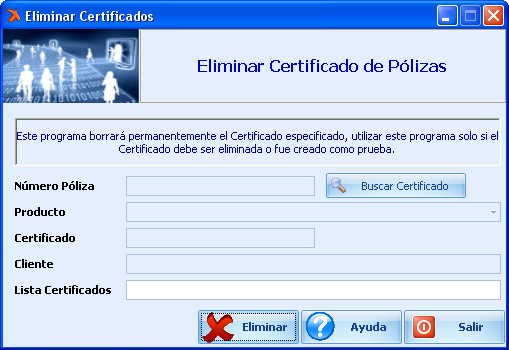 Eliminar Certificados
Eliminar Certificado de Pólizas
Este programa borrará permanentemente el Certificado especificado, utilizar este programa solo si el
Certificado debe ser eliminada o fue creado como prueba.
Número Póliza
Buscar Certificado
Producto
Certificado
Cliente
Lista Certificados
Eliminar
Ayuda
Salir